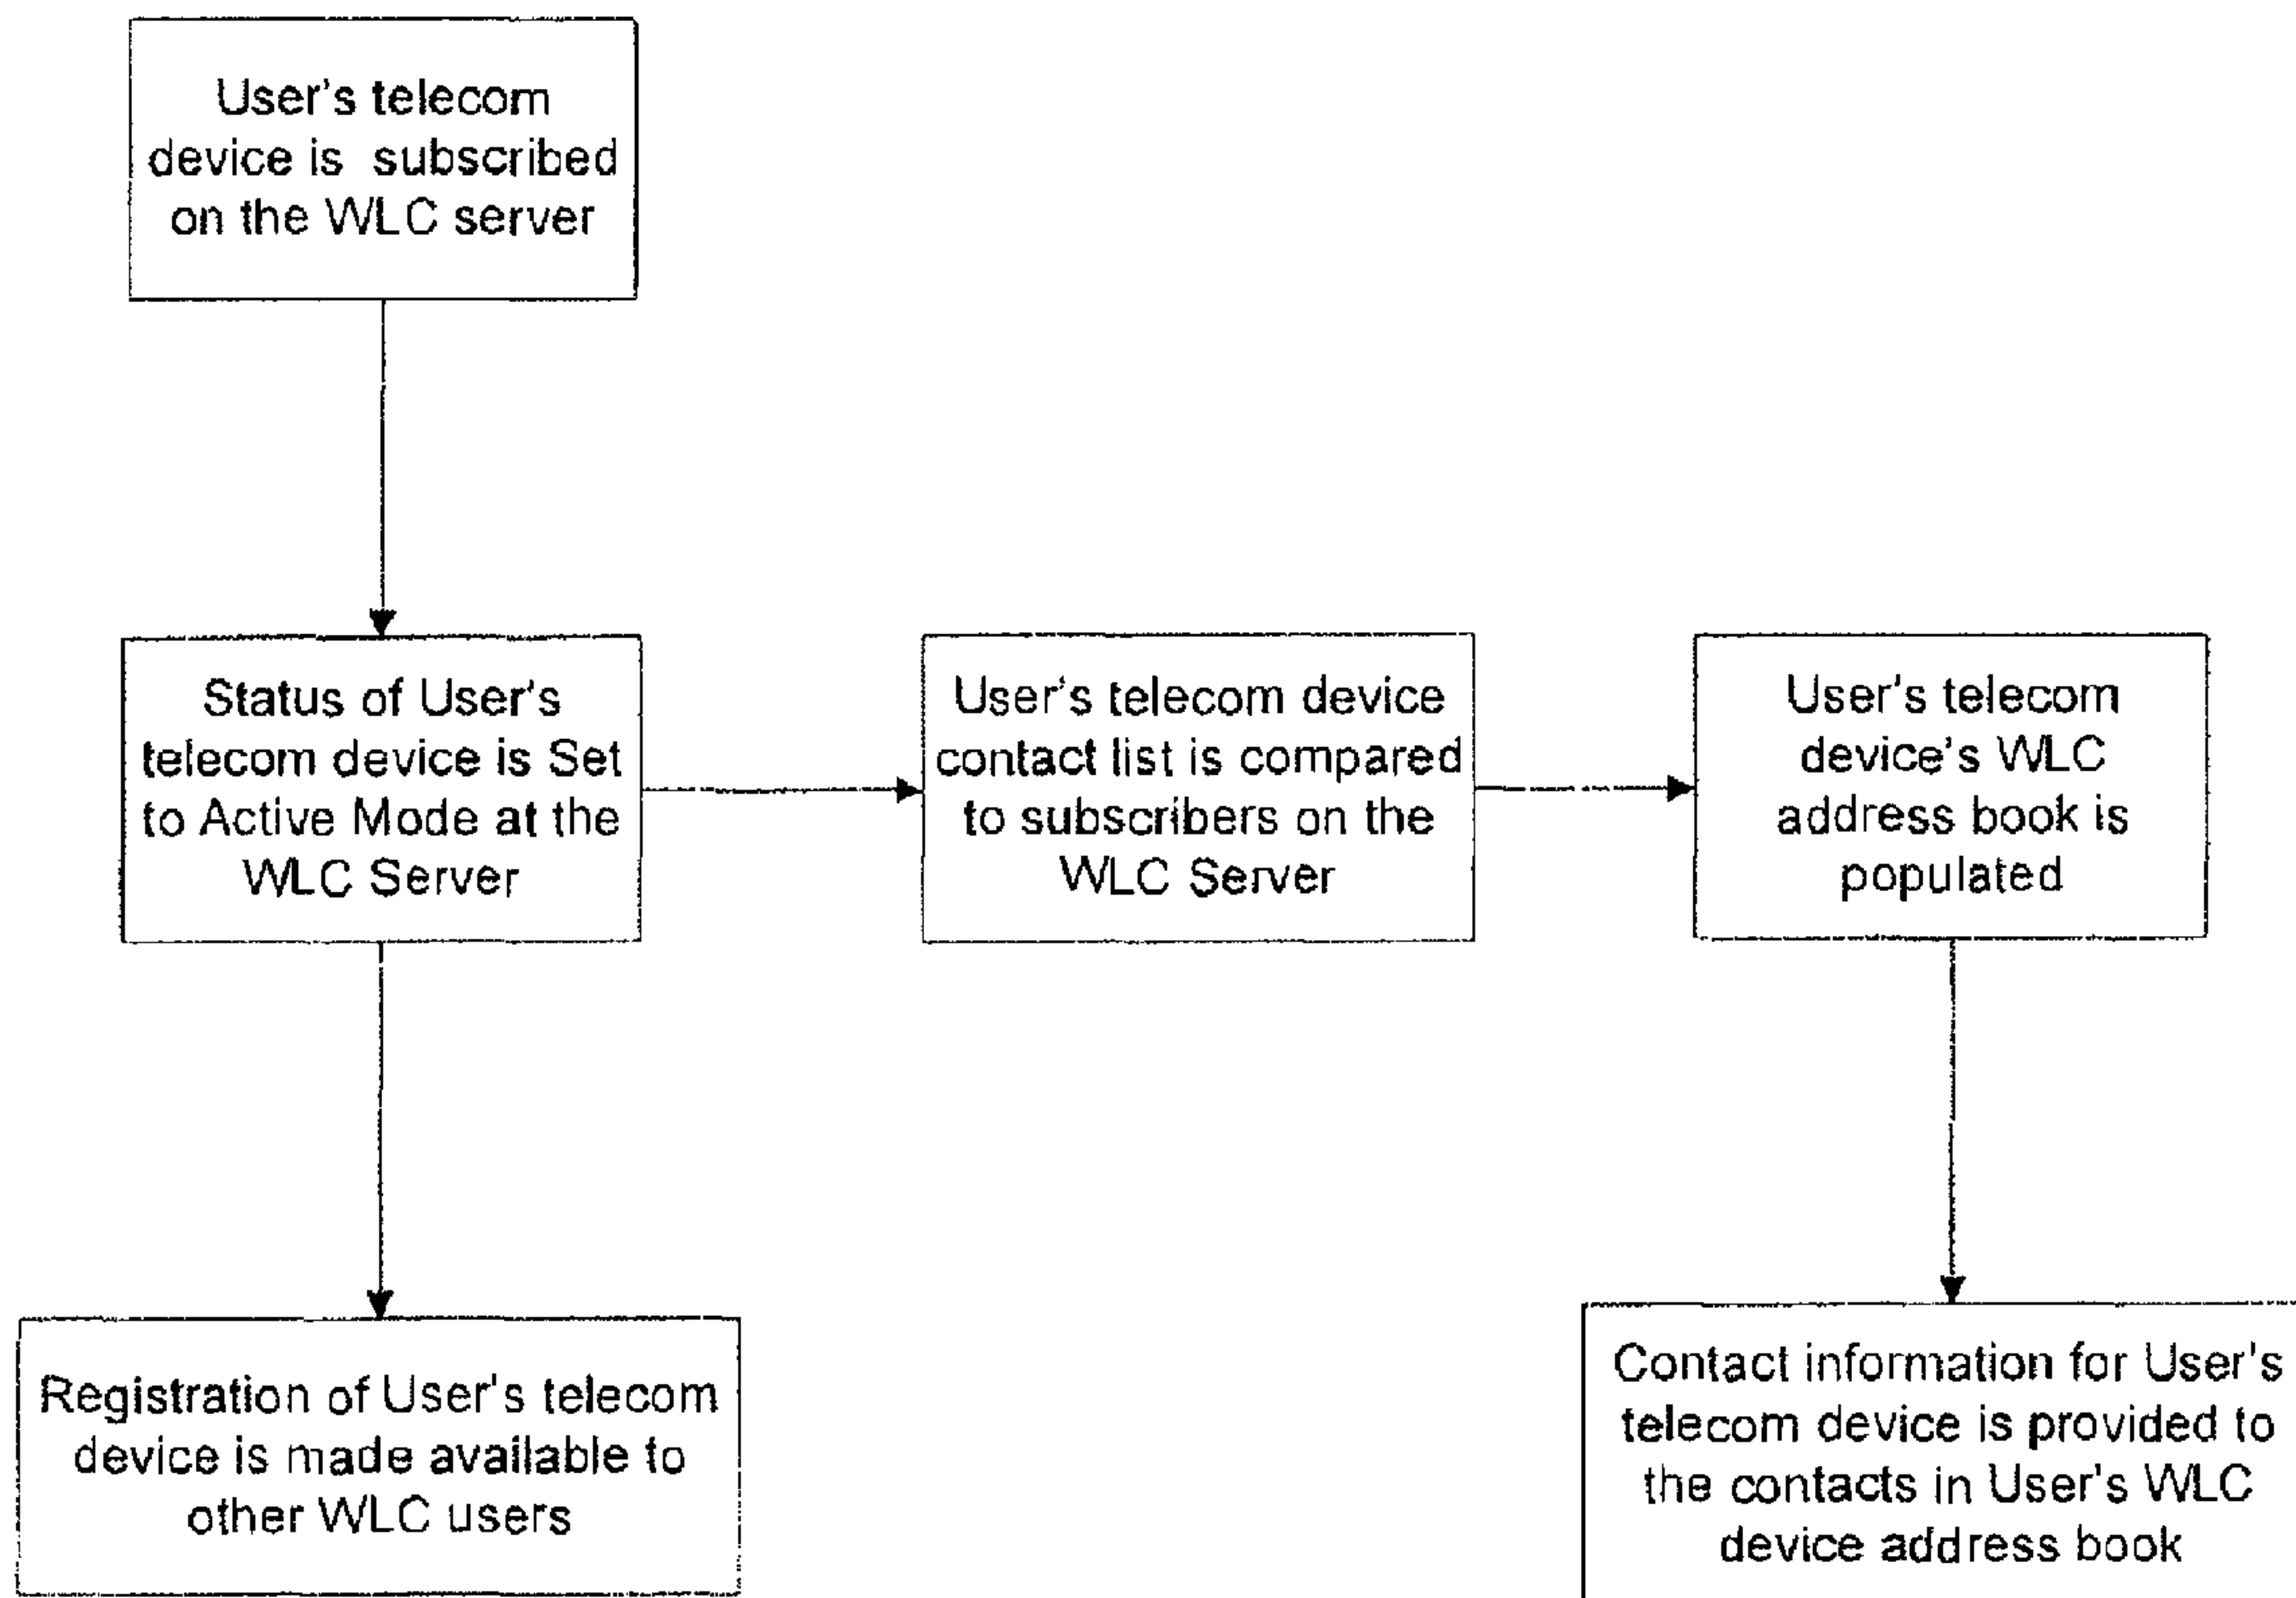 User's telecom
device is subscribed
on the WLC server
Status of User's
telecom device is Set
to Active Mode at the
WLC Server
User's telecom device
contact list is compared
to subscribers on the
WLC Server
User's telecom
device's WLC
address book is
populated
Registration of User's telecom
device is made available to
other WLC users
Contact information for User's
telecom device is provided to
the contacts in User's WLC
device address book